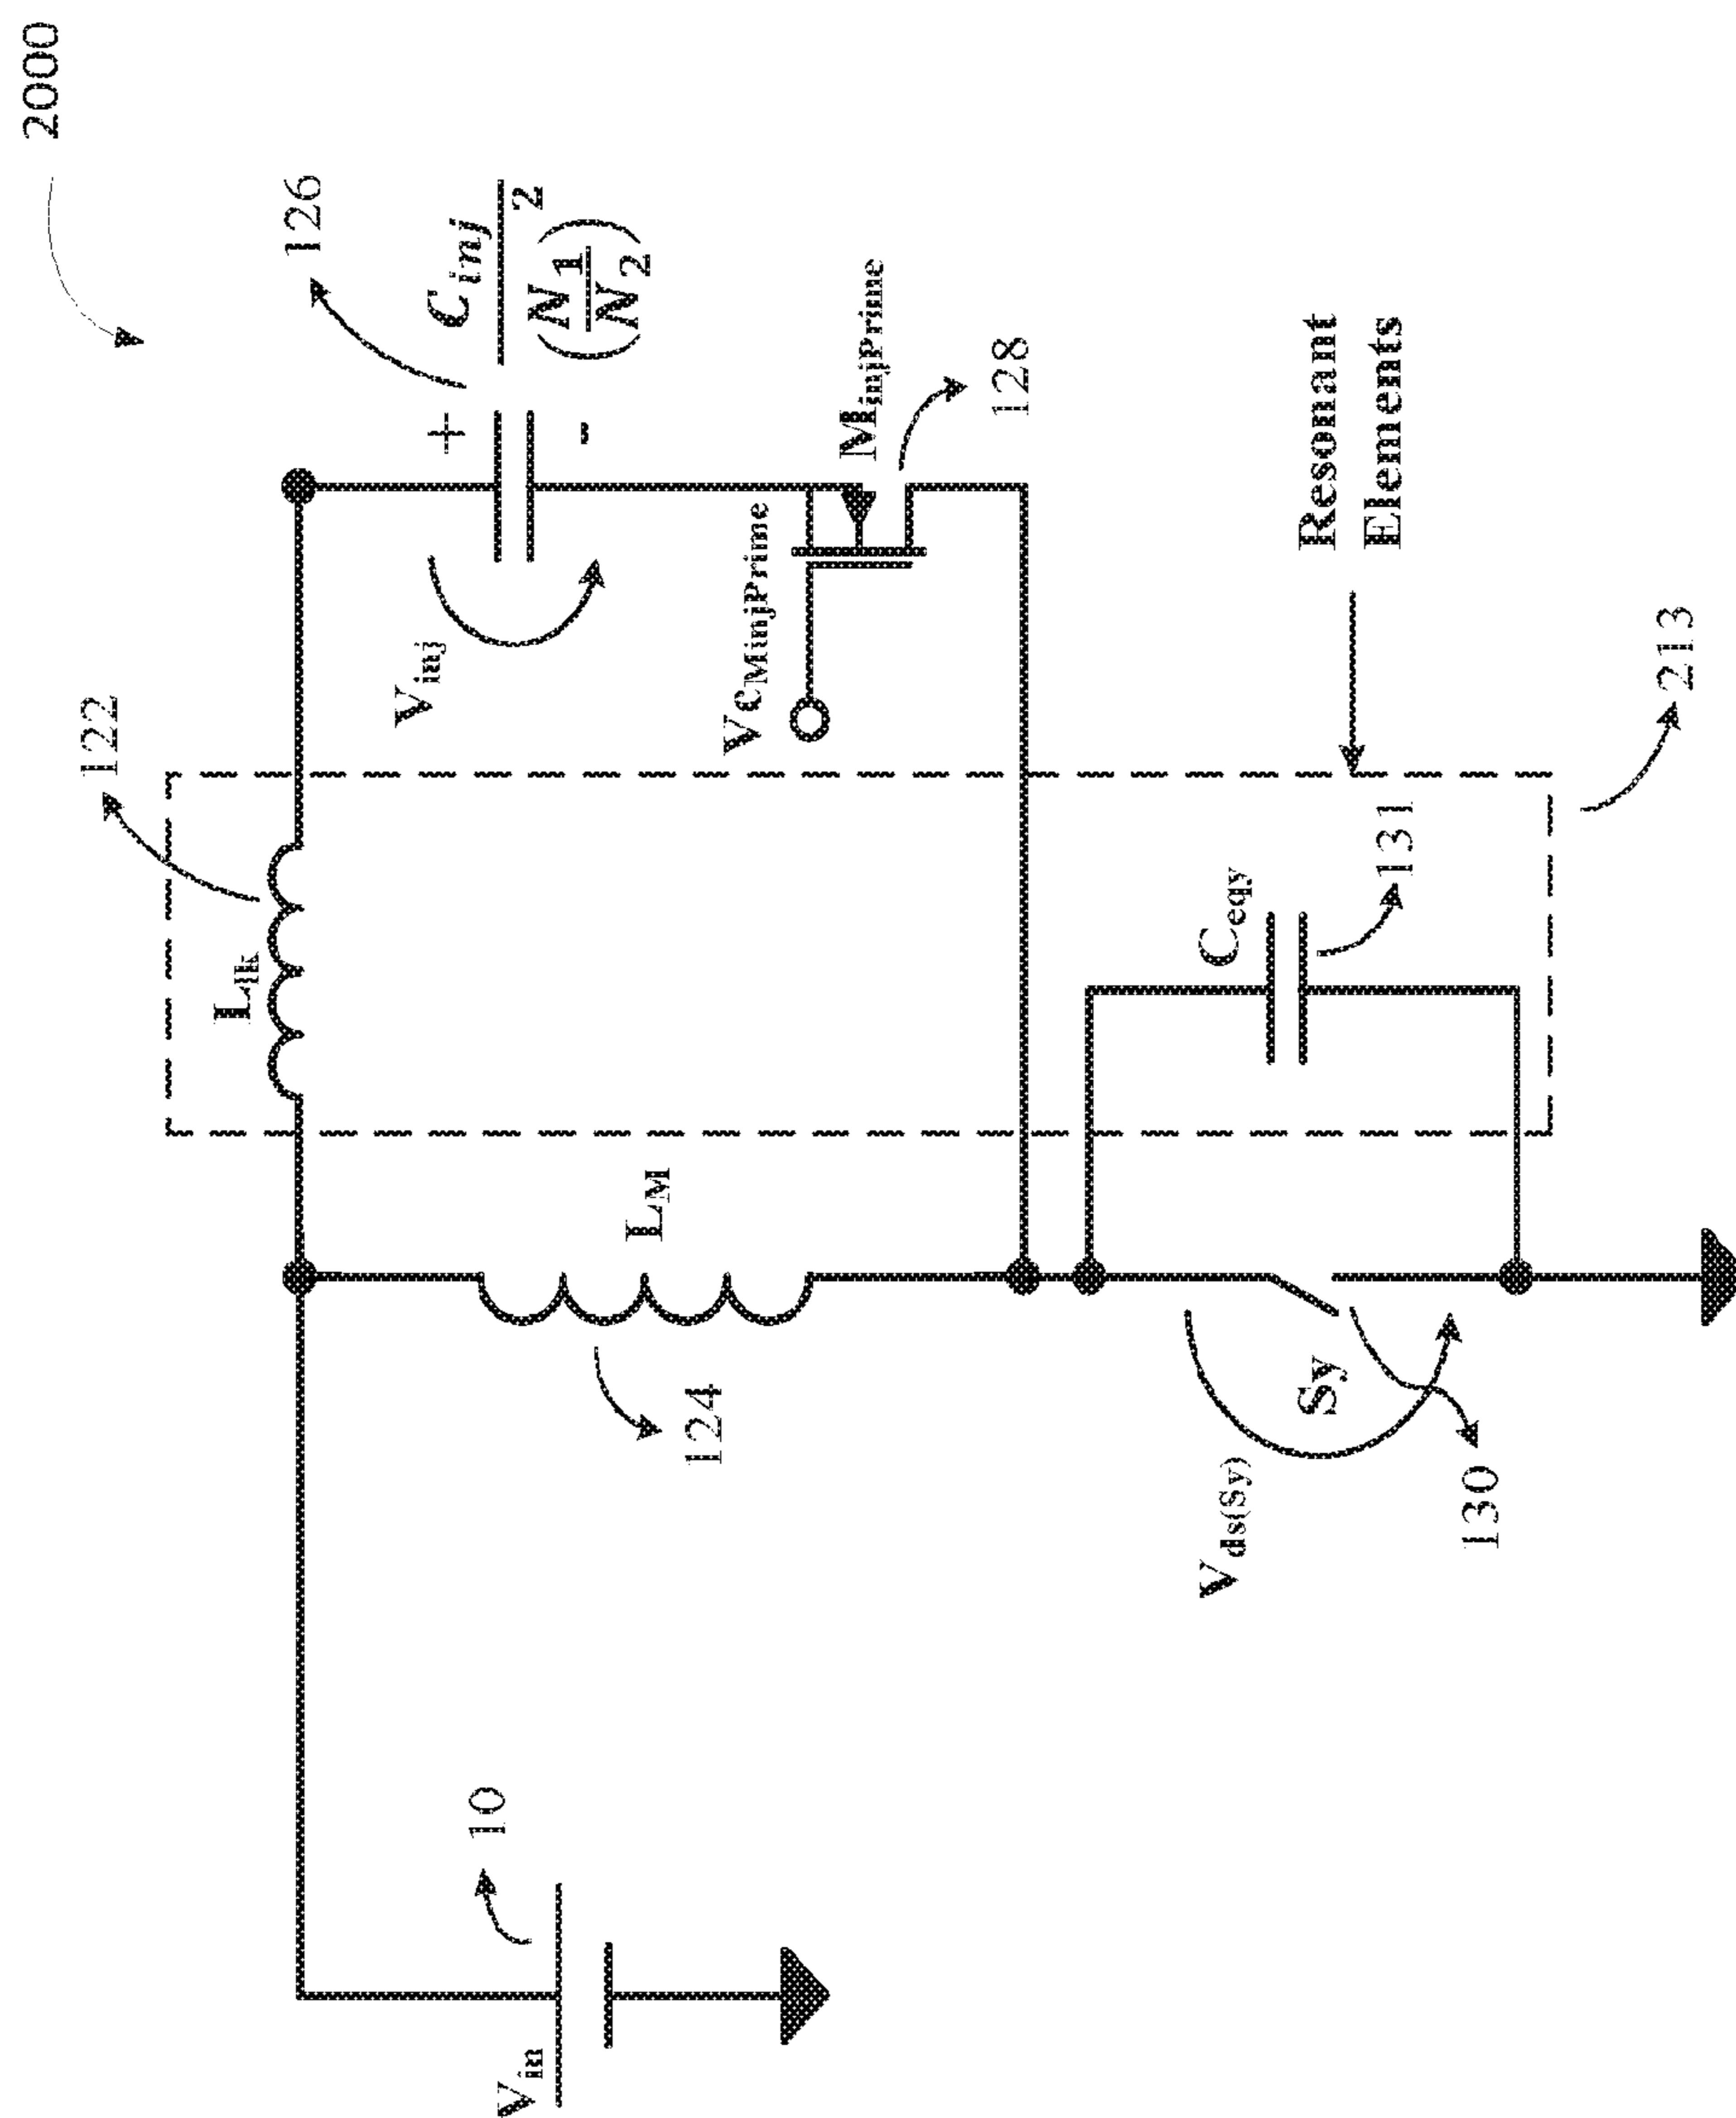 2000
122
126
L_lk
V_inj
+
-
C_inj
(N_1/N_2)^2
10
V_in
124
L_M
Vc_MinjPrime
M_injPrime
128
Resonant
Elements
213
C_eqy
131
V_ds(Sy)
Sy
130